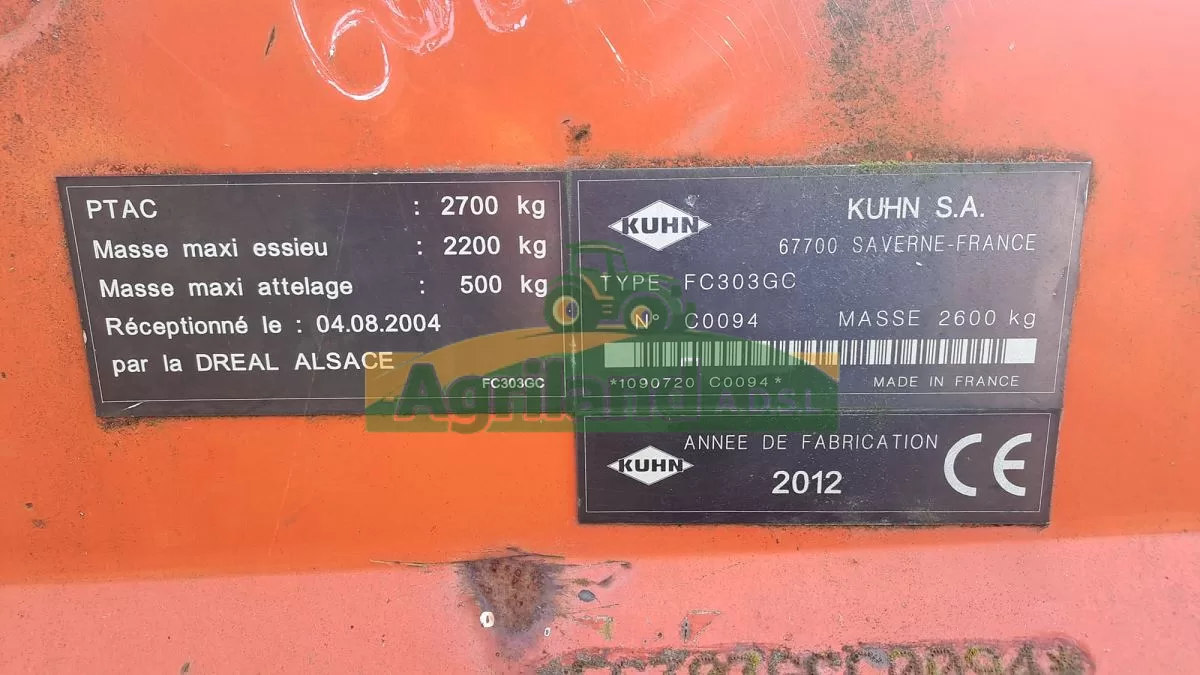 PTAC : 2700 kg
Masse maxi essieu : 2200 kg
Masse maxi attelage : 500 kg
Réceptionné le : 04.08.2004
par la DREAL ALSACE
FC303GC
KUHN
KUHN S.A.
67700 SAVERNE-FRANCE
TYPE FC303GC
N° C0094 MASSE 2600 kg
*1090720 C0094*
MADE IN FRANCE
KUHN
ANNEE DE FABRICATION
2012
CE
Agriland A.D.S.L